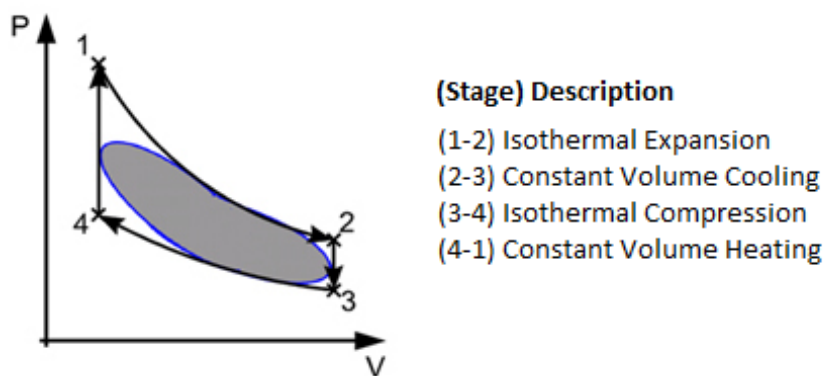 P
1
4
2
3
V
(Stage) Description
(1-2) Isothermal Expansion
(2-3) Constant Volume Cooling
(3-4) Isothermal Compression
(4-1) Constant Volume Heating